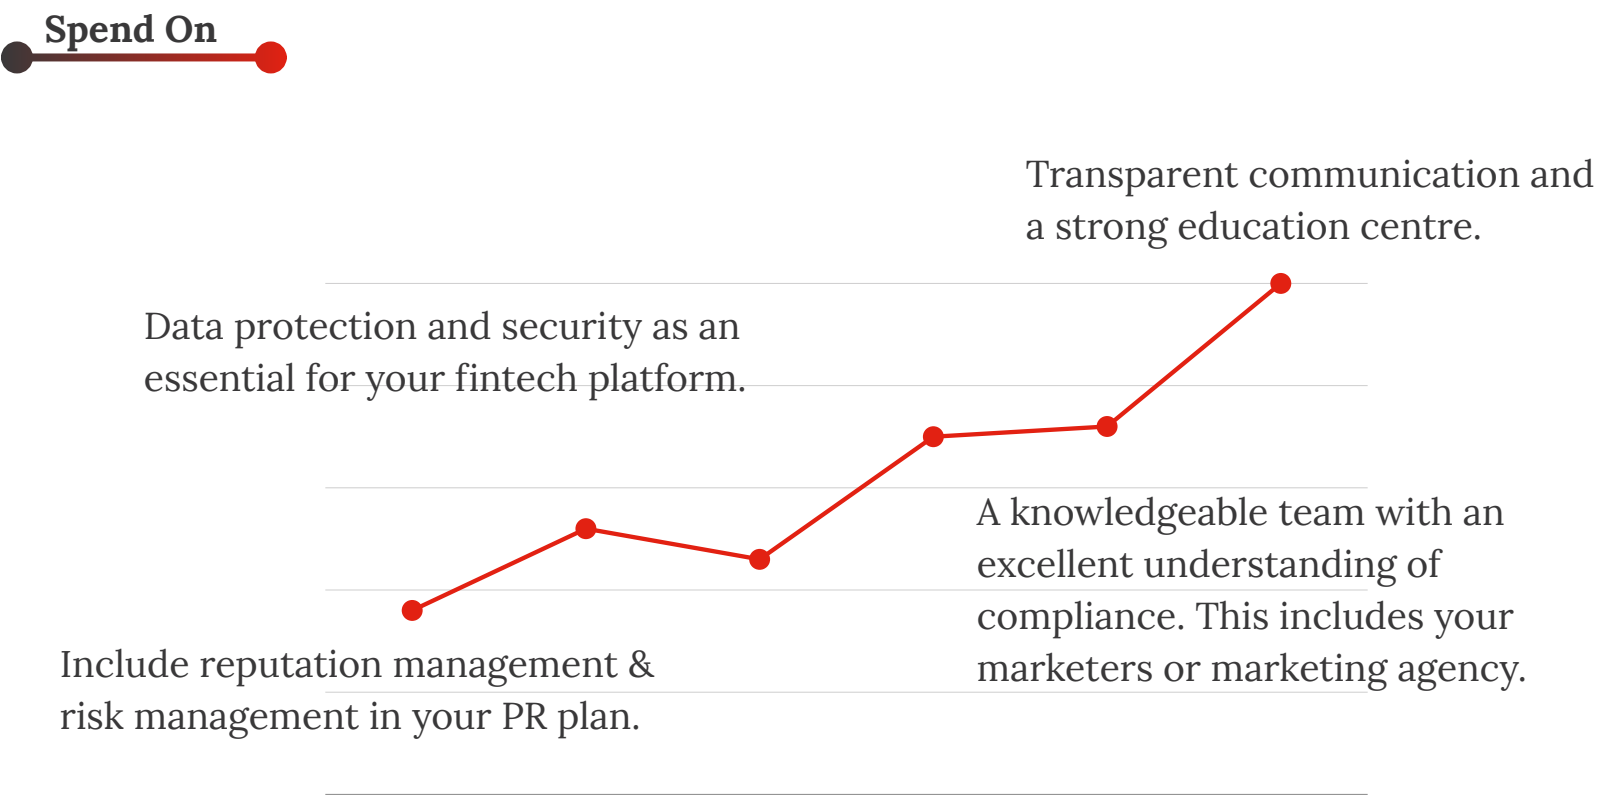 Spend On
Transparent communication and
a strong education centre.
Data protection and security as an
essential for your fintech platform.
A knowledgeable team with an
excellent understanding of
compliance. This includes your
marketers or marketing agency.
Include reputation management &
risk management in your PR plan.